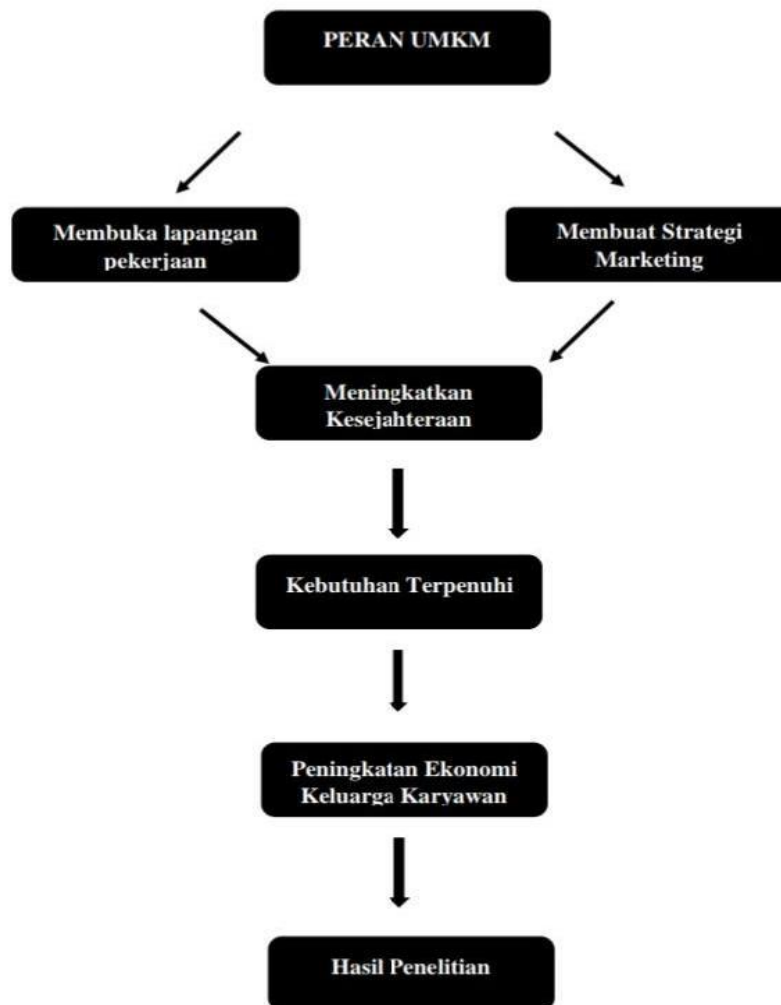 PERAN UMKM
Membuka lapangan
pekerjaan
Membuat Strategi
Marketing
Meningkatkan
Kesejahteraan
Kebutuhan Terpenuhi
Peningkatan Ekonomi
Keluarga Karyawan
Hasil Penelitian